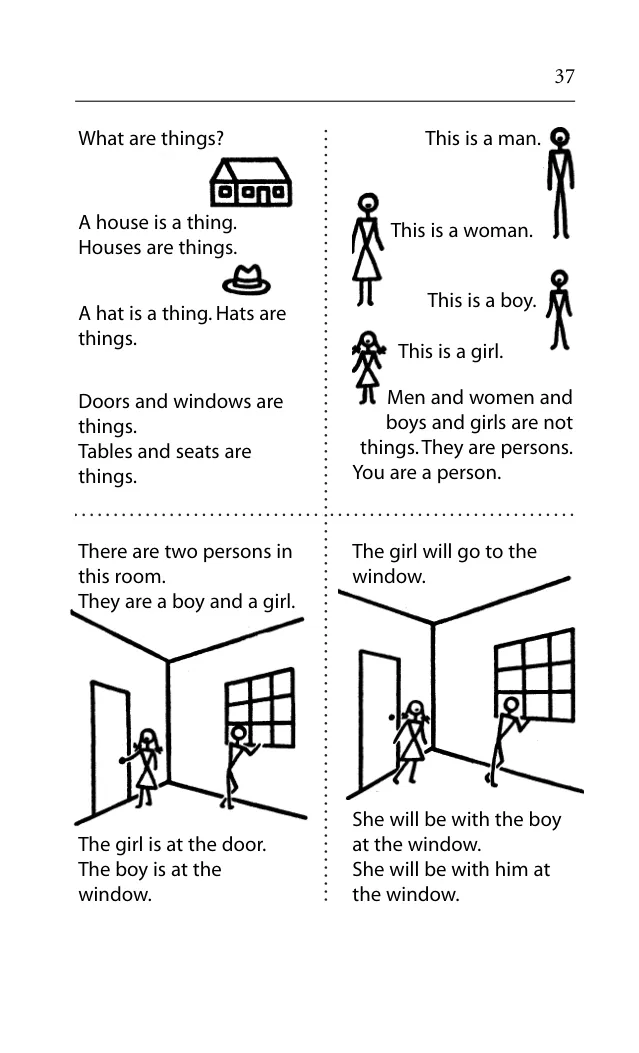 37
What are things?
A house is a thing.
Houses are things.
A hat is a thing. Hats are
things.
Doors and windows are
things.
Tables and seats are
things.
This is a man.
This is a woman.
This is a boy.
This is a girl.
Men and women and
boys and girls are not
things. They are persons.
You are a person.
There are two persons in
this room.
They are a boy and a girl.
The girl is at the door.
The boy is at the
window.
The girl will go to the
window.
She will be with the boy
at the window.
She will be with him at
the window.